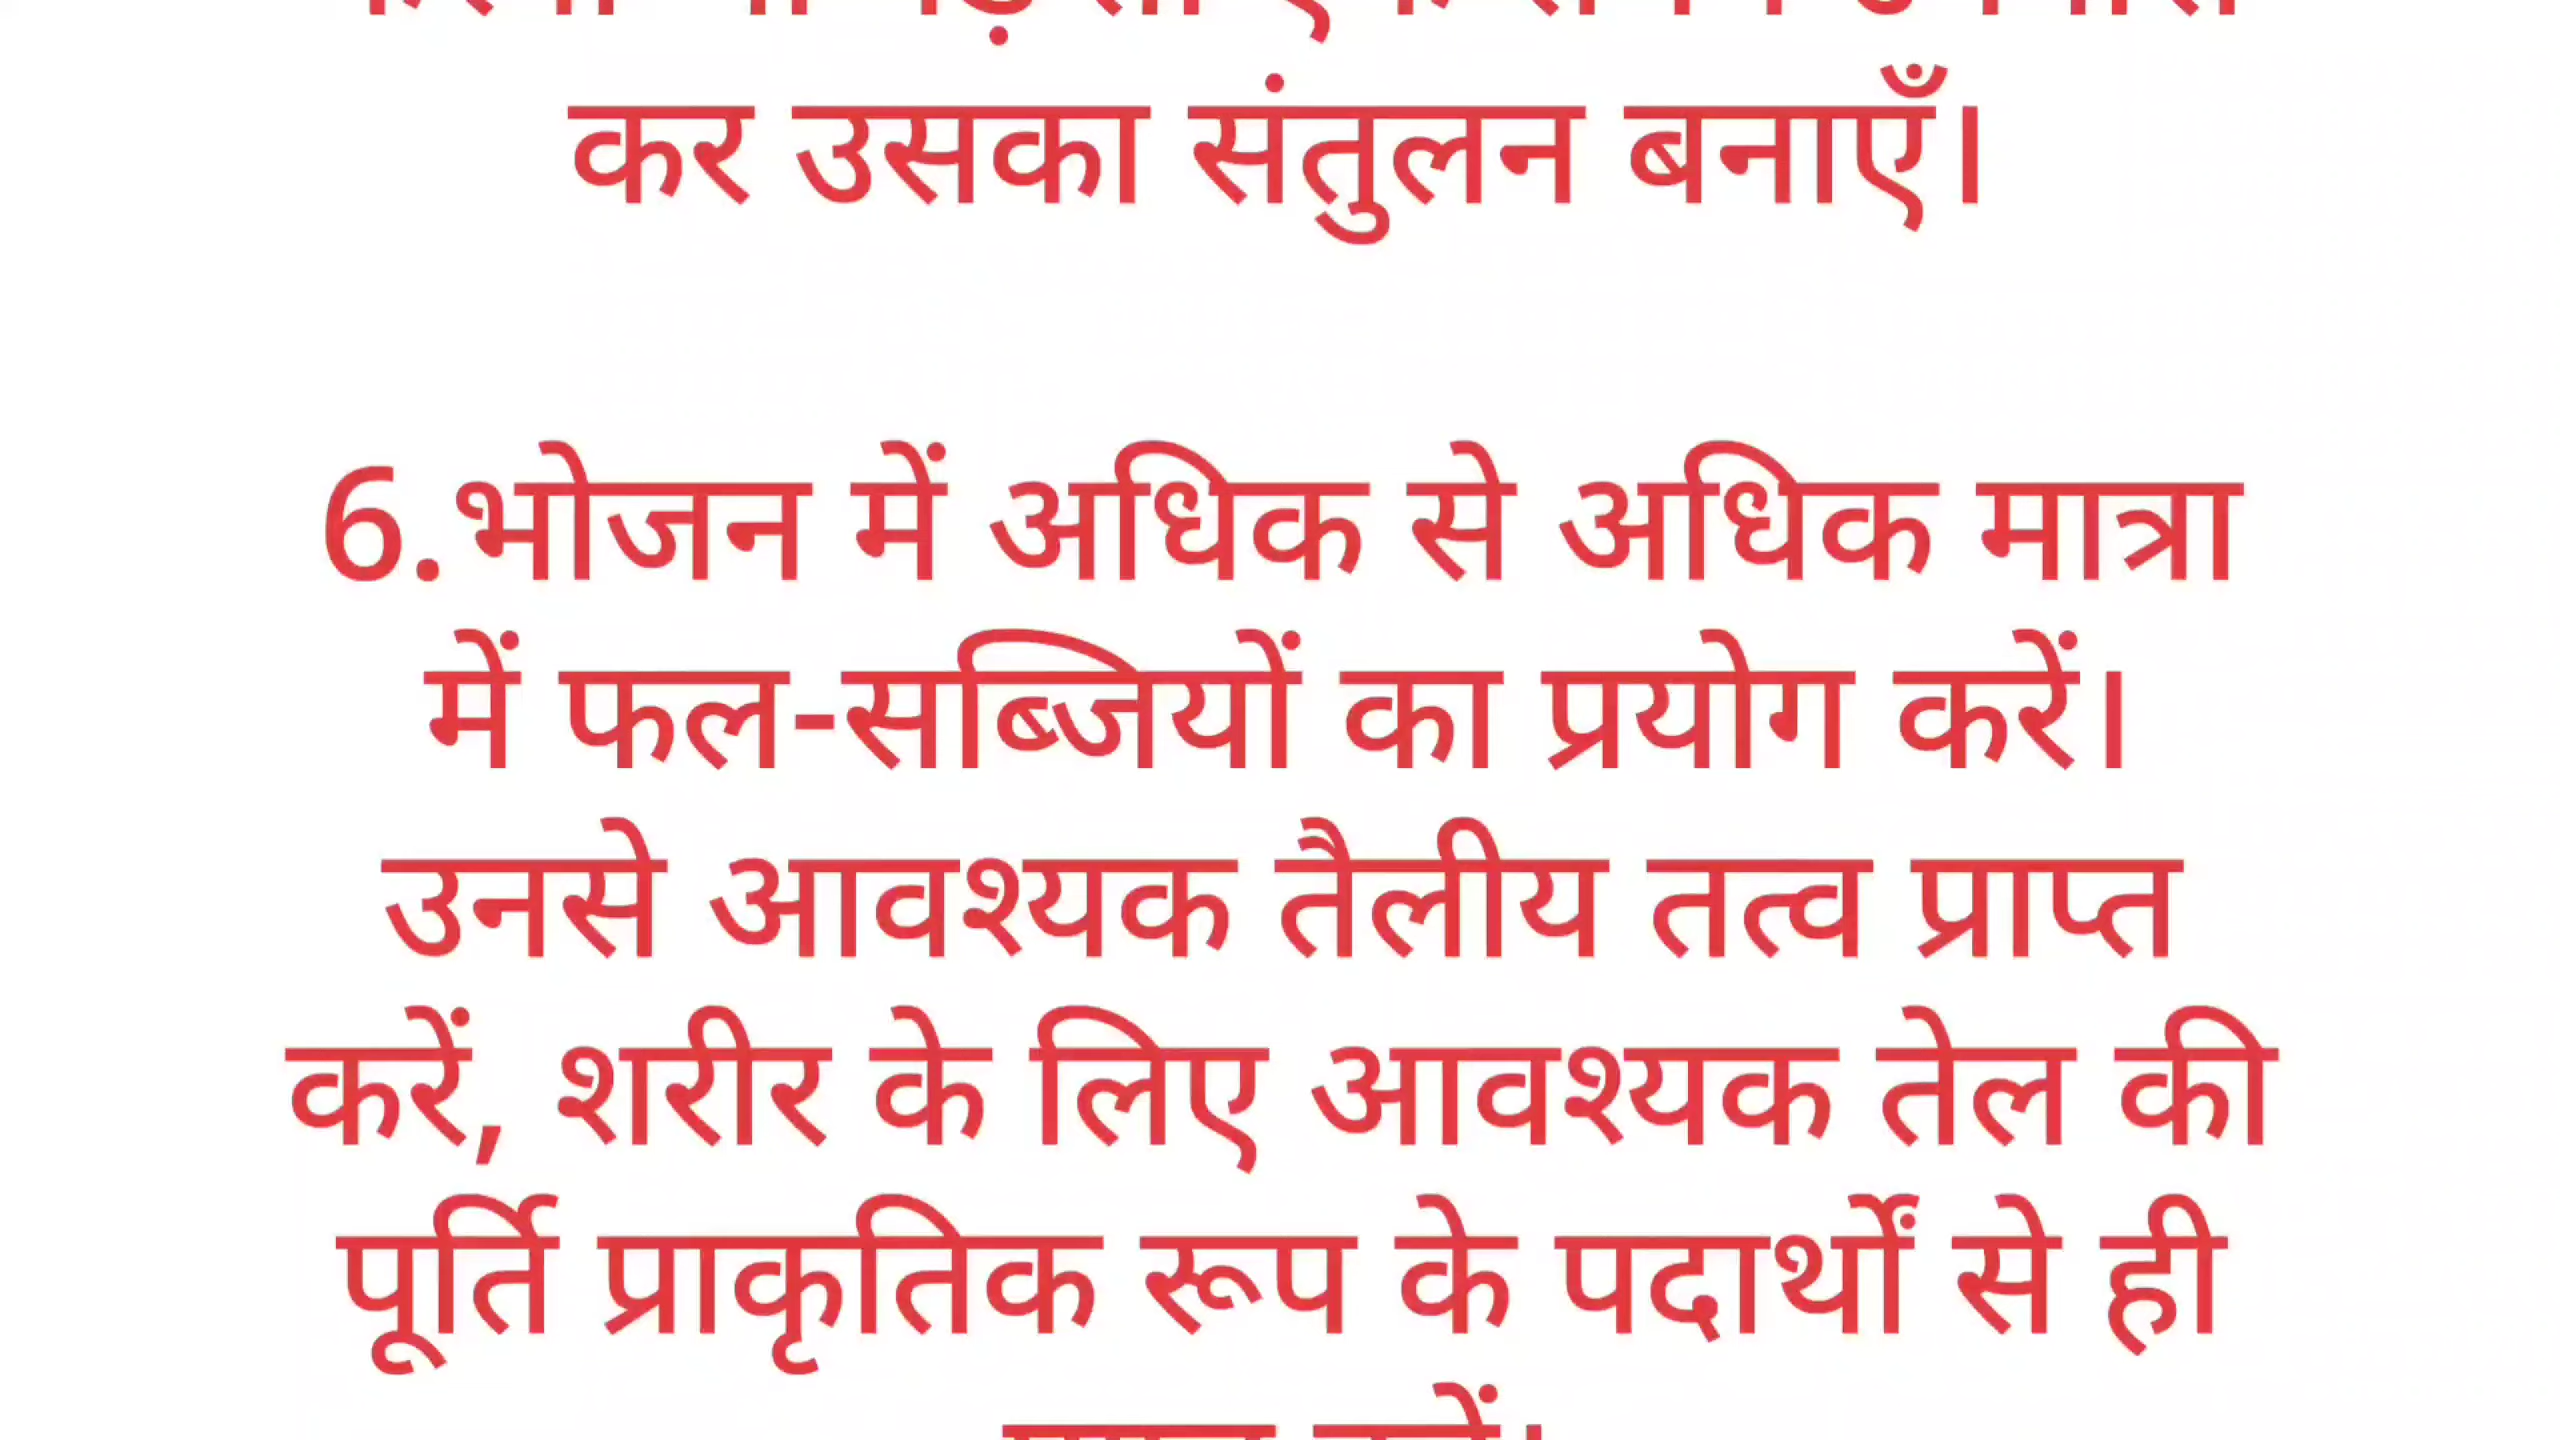 कर उसका संतुलन बनाएँ।
6.भोजन में अधिक से अधिक मात्रा
में फल-सब्जियों का प्रयोग करें।
उनसे आवश्यक तैलीय तत्व प्राप्त
करें, शरीर के लिए आवश्यक तेल की
पूर्ति प्राकृतिक रूप के पदार्थों से ही